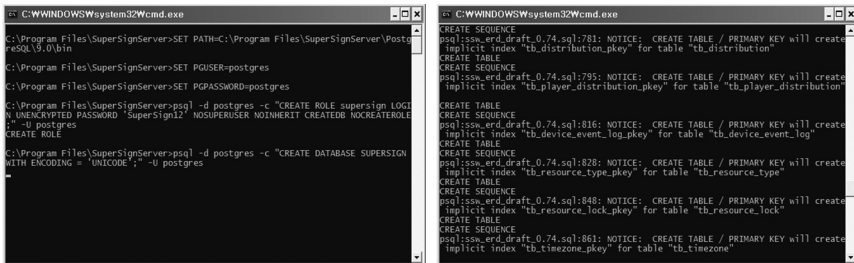 C:₩WINDOWS₩system32₩cmd.exe
C:\Program Files\SuperSignServer>SET PATH=C:\Program Files\SuperSignServer\Postg
reSQL\9.0\bin
C:\Program Files\SuperSignServer>SET PGUSER=postgres
C:\Program Files\SuperSignServer>SET PGPASSWORD=postgres
C:\Program Files\SuperSignServer>psql -d postgres -c "CREATE ROLE supersign LOGI
N UNENCRYPTED PASSWORD 'SuperSign12' NOSUPERUSER NOINHERIT CREATEDB NOCREATEROLE
;" -U postgres
CREATE ROLE
C:\Program Files\SuperSignServer>psql -d postgres -c "CREATE DATABASE SUPERSIGN
WITH ENCODING = 'UNICODE';" -U postgres
C:₩WINDOWS₩system32₩cmd.exe
CREATE SEQUENCE
psql:ssw_erd_draft_0.74.sql:781: NOTICE:  CREATE TABLE / PRIMARY KEY will create
implicit index "tb_distribution_pkey" for table "tb_distribution"
CREATE TABLE
CREATE SEQUENCE
psql:ssw_erd_draft_0.74.sql:795: NOTICE:  CREATE TABLE / PRIMARY KEY will create
implicit index "tb_player_distribution_pkey" for table "tb_player_distribution"
CREATE TABLE
CREATE SEQUENCE
psql:ssw_erd_draft_0.74.sql:816: NOTICE:  CREATE TABLE / PRIMARY KEY will create
implicit index "tb_device_event_log_pkey" for table "tb_device_event_log"
CREATE TABLE
CREATE SEQUENCE
psql:ssw_erd_draft_0.74.sql:828: NOTICE:  CREATE TABLE / PRIMARY KEY will create
implicit index "tb_resource_type_pkey" for table "tb_resource_type"
CREATE TABLE
CREATE SEQUENCE
psql:ssw_erd_draft_0.74.sql:848: NOTICE:  CREATE TABLE / PRIMARY KEY will create
implicit index "tb_resource_lock_pkey" for table "tb_resource_lock"
CREATE TABLE
CREATE SEQUENCE
psql:ssw_erd_draft_0.74.sql:861: NOTICE:  CREATE TABLE / PRIMARY KEY will create
implicit index "tb_timezone_pkey" for table "tb_timezone"